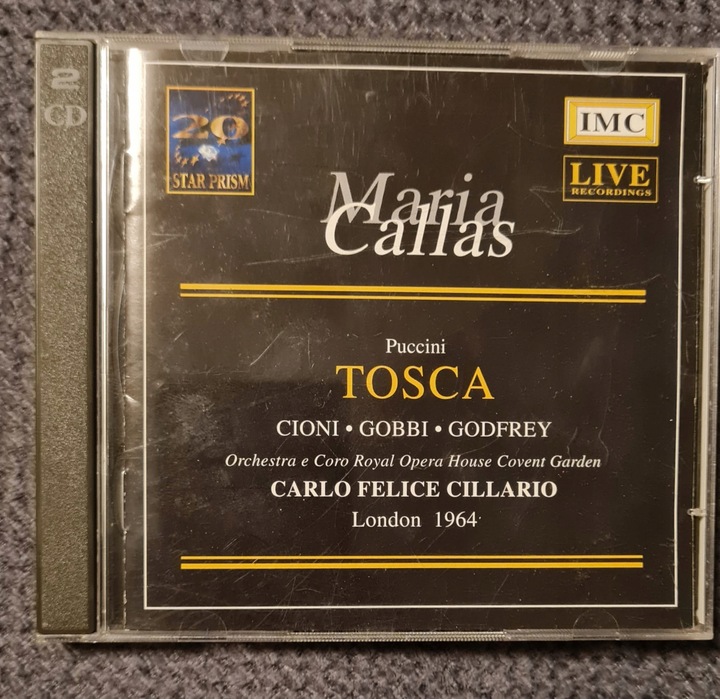 2
CD
20
STAR PRISM
IMC
LIVE
RECORDINGS
Maria
Callas
Puccini
TOSCA
CIONI • GOBBI • GODFREY
Orchestra e Coro Royal Opera House Covent Garden
CARLO FELICE CILLARIO
London 1964